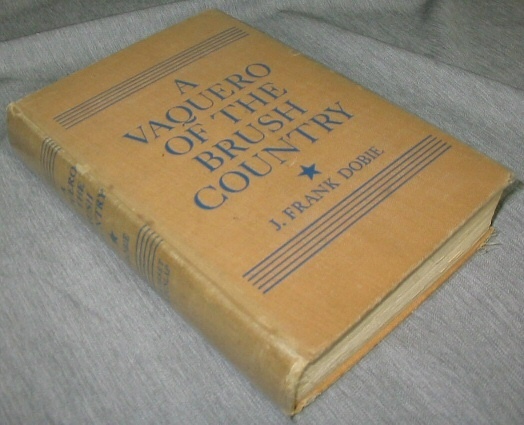 A
VAQUERO
OF THE
BRUSH
COUNTRY
J. FRANK DOBIE